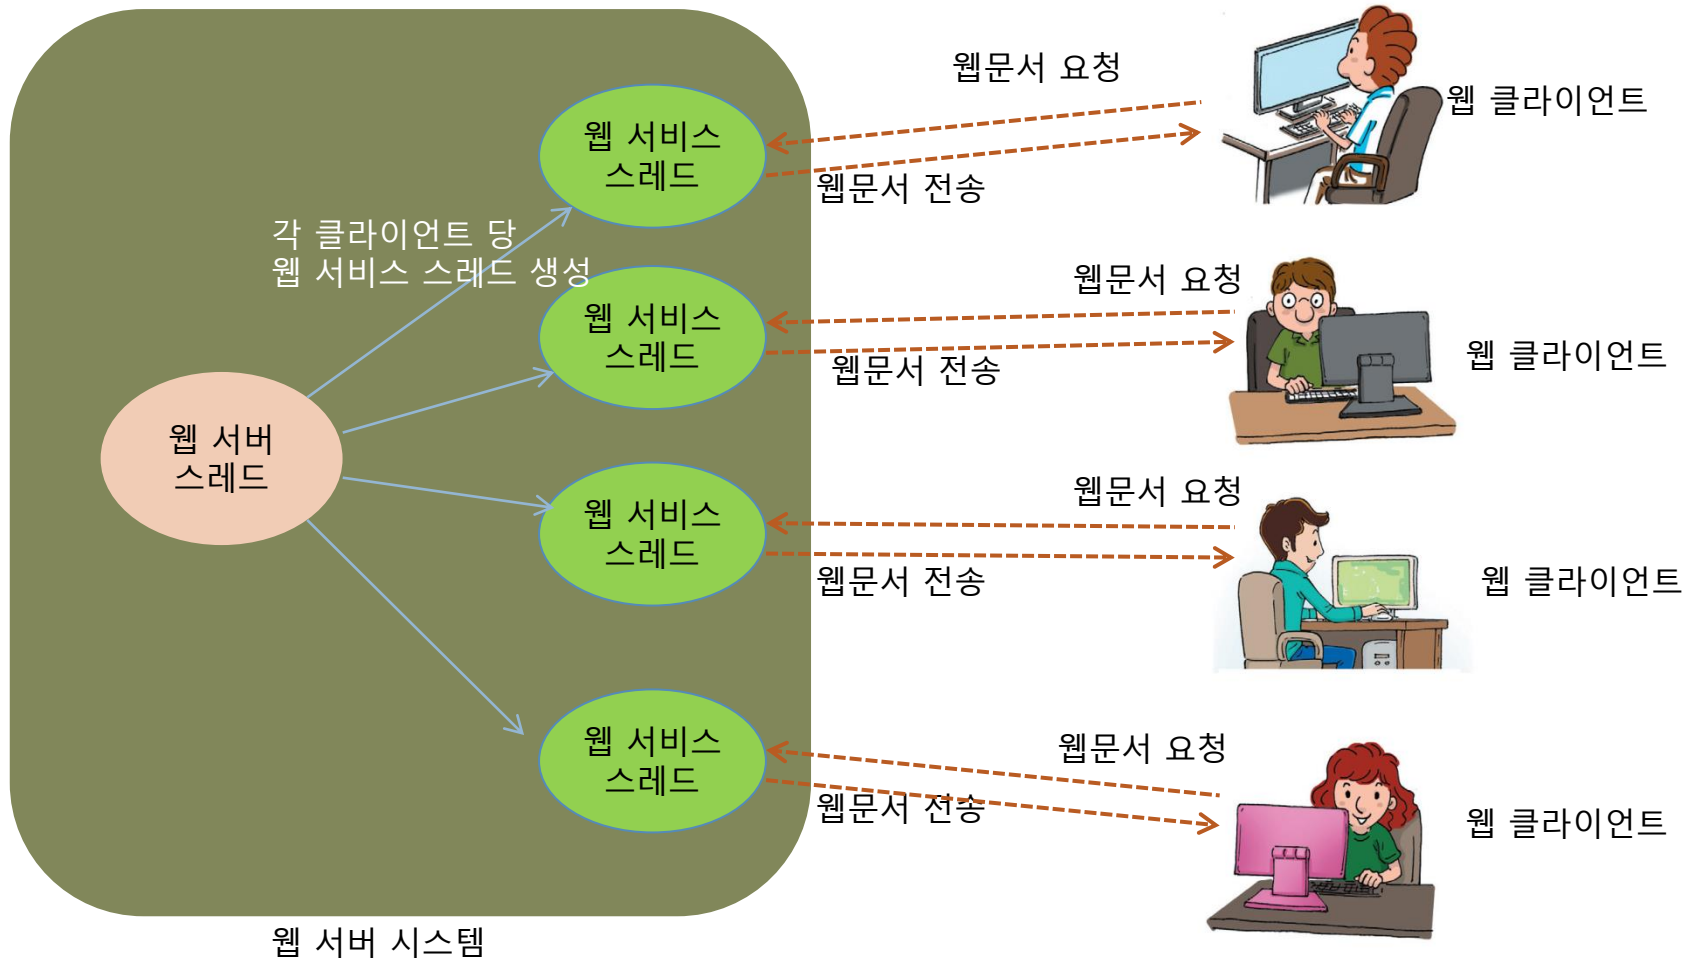 웹문서 요청
웹 클라이언트
웹 서비스
스레드
웹문서 전송
각 클라이언트 당
웹 서비스 스레드 생성
웹문서 요청
웹 서비스
스레드
웹 클라이언트
웹문서 전송
웹 서버
스레드
웹문서 요청
웹 서비스
스레드
웹문서 전송
웹 클라이언트
웹문서 요청
웹 서비스
스레드
웹문서 전송
웹 클라이언트
웹 서버 시스템